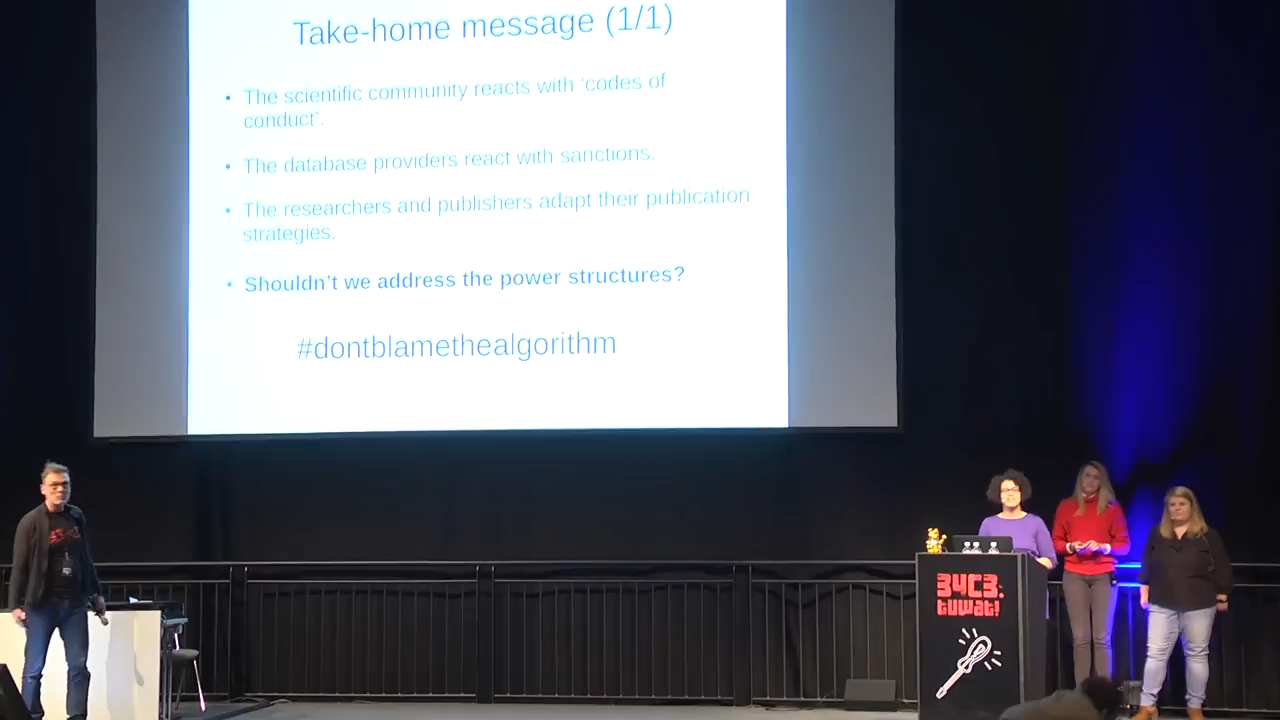 Take-home message (1/1)
• The scientific community reacts with ‘codes of
conduct’.
• The database providers react with sanctions.
• The researchers and publishers adapt their publication
strategies.
• Shouldn’t we address the power structures?
#dontblamethealgorithm
34C3.
tuwat!